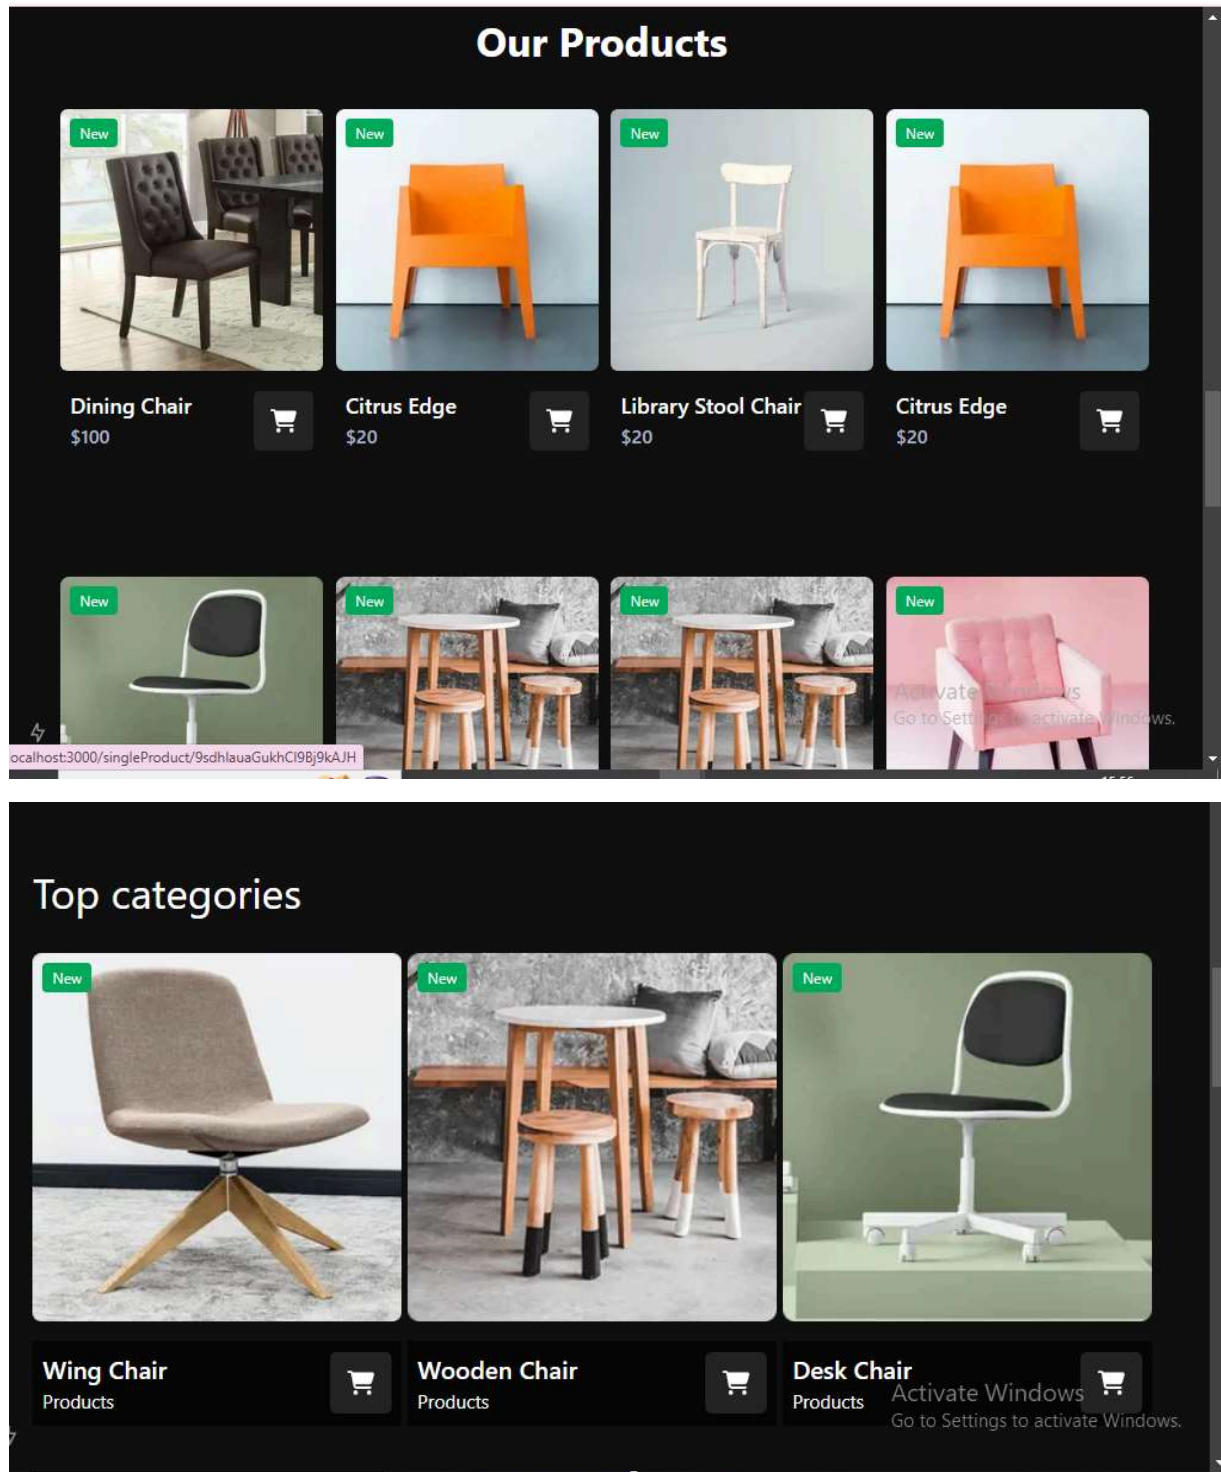 Our Products
New
New
New
New
Dining Chair
$100
Citrus Edge
$20
Library Stool Chair
$20
Citrus Edge
$20
New
New
New
New
Activate Windows
Go to Settings to activate Windows.
ocalhost:3000/singleProduct/9sdhlauaGukhCl9Bj9kAJH
Top categories
New
New
New
Wing Chair
Products
Wooden Chair
Products
Desk Chair
Products
Activate Windows
Go to Settings to activate Windows.